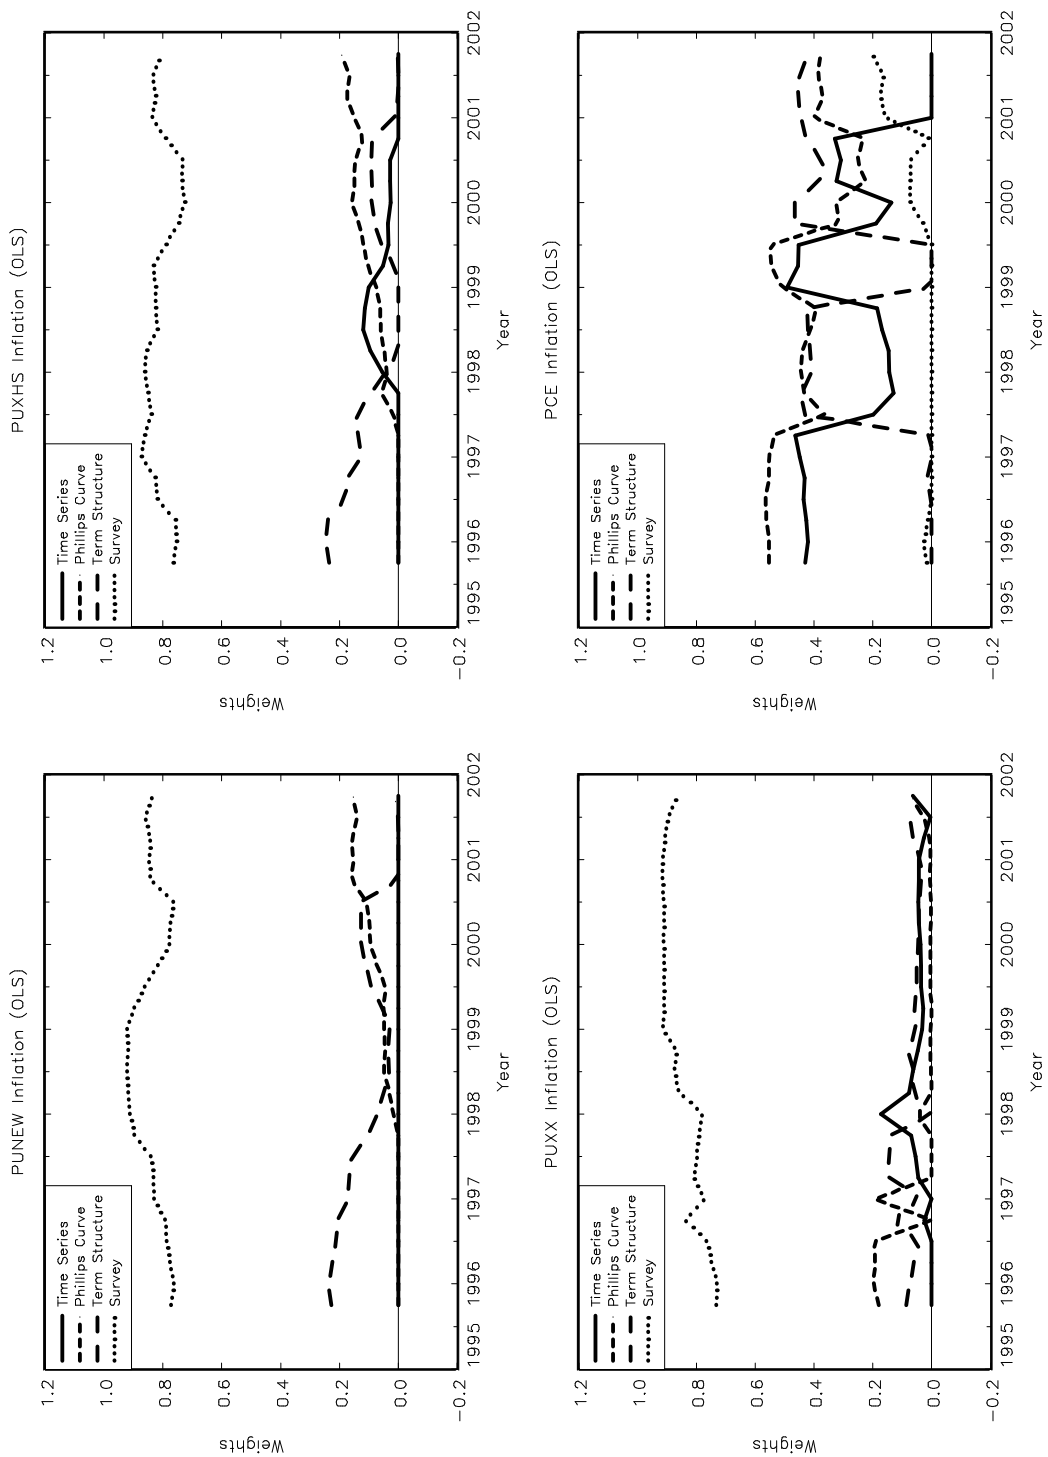 PUNEW Inflation (OLS)
Weights
1.2
1.0
0.8
0.6
0.4
0.2
0.0
−0.2
Time Series
Phillips Curve
Term Structure
Survey
1995 1996 1997 1998 1999 2000 2001 2002
Year
PUXHS Inflation (OLS)
Weights
1.2
1.0
0.8
0.6
0.4
0.2
0.0
−0.2
Time Series
Phillips Curve
Term Structure
Survey
1995 1996 1997 1998 1999 2000 2001 2002
Year
PUXX Inflation (OLS)
Weights
1.2
1.0
0.8
0.6
0.4
0.2
0.0
−0.2
Time Series
Phillips Curve
Term Structure
Survey
1995 1996 1997 1998 1999 2000 2001 2002
Year
PCE Inflation (OLS)
Weights
1.2
1.0
0.8
0.6
0.4
0.2
0.0
−0.2
Time Series
Phillips Curve
Term Structure
Survey
1995 1996 1997 1998 1999 2000 2001 2002
Year